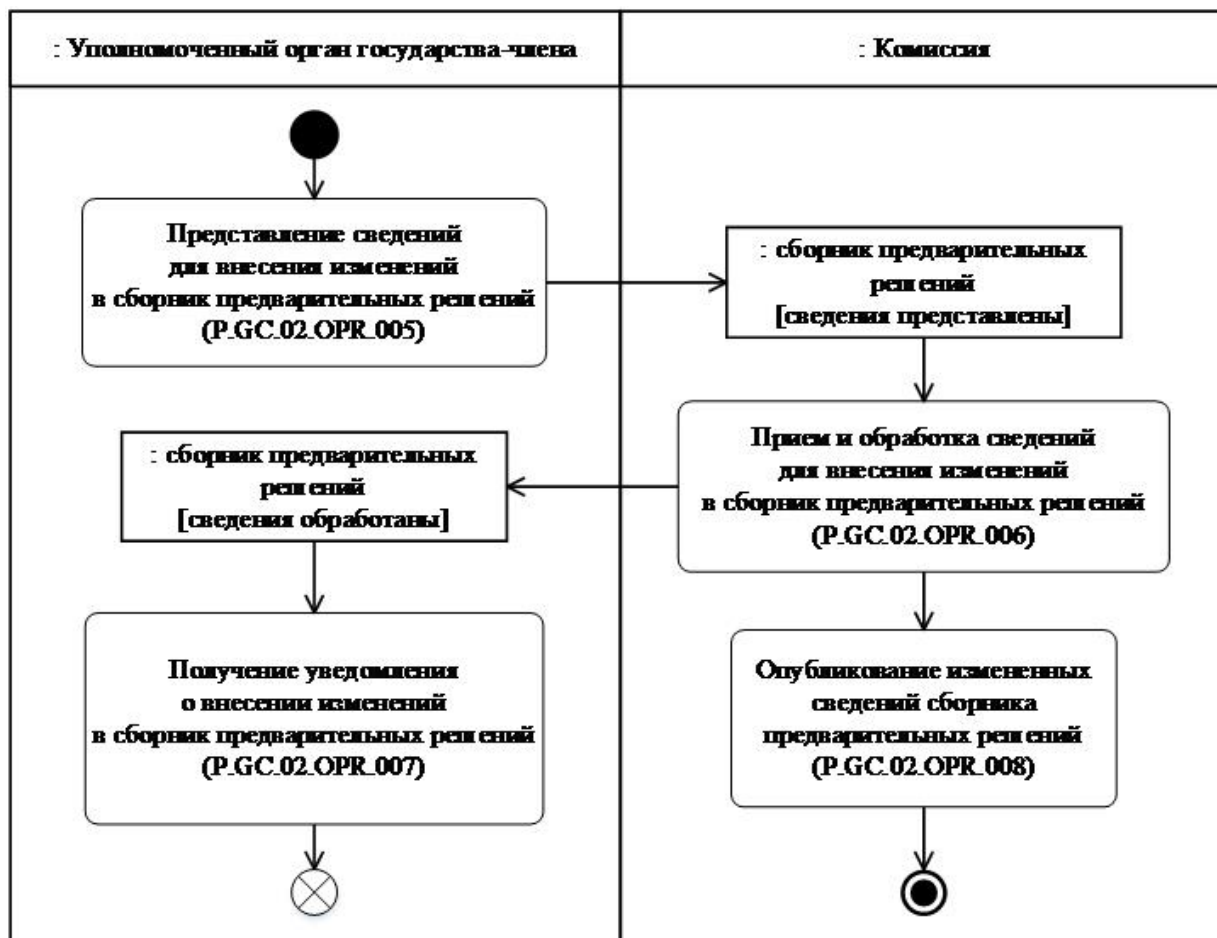 : Уполномоченный орган государства-члена
: Комиссия
Представление сведений
для внесения изменений
в сборник предварительных решений
(P.GC.02.OPR.005)
: сборник предварительных
решений
[сведения представлены]
Прием и обработка сведений
для внесения изменений
в сборник предварительных решений
(P.GC.02.OPR.006)
: сборник предварительных
решений
[сведения обработаны]
Получение уведомления
о внесении изменений
в сборник предварительных решений
(P.GC.02.OPR.007)
Опубликование измененных
сведений сборника
предварительных решений
(P.GC.02.OPR.008)